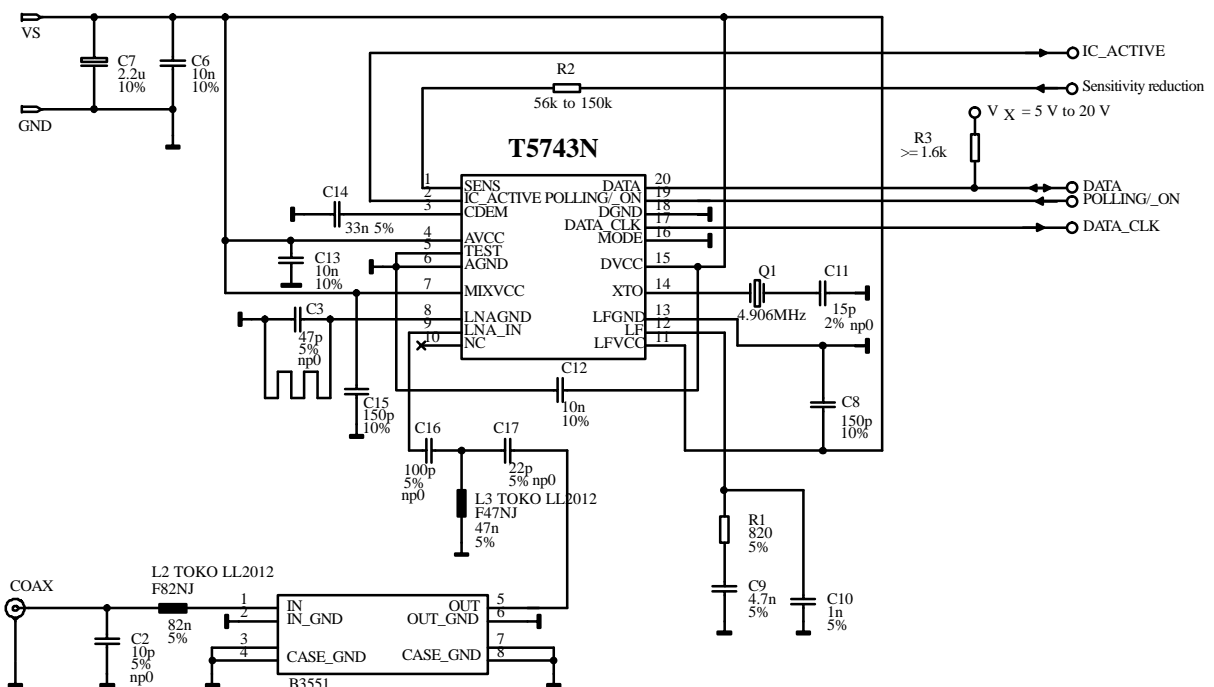 VS
C7
2.2u
10%
C6
10n
10%
GND
IC_ACTIVE
R2
56k to 150k
Sensitivity reduction
V X = 5 V to 20 V
R3
>= 1.6k
T5743N
1 SENS
2 IC_ACTIVE
3 CDEM
4 AVCC
5 TEST
6 AGND
7 MIXVCC
8 LNAGND
9 LNA_IN
10 NC
DATA 20
POLLING/_ON 19
DGND 18
DATA_CLK 17
MODE 16
DVCC 15
XTO 14
LFGND 13
LF 12
LFVCC 11
DATA
POLLING/_ON
DATA_CLK
C14
33n 5%
C13
10n
10%
C3
47p
5%
np0
Q1
4.906MHz
C11
15p
2% np0
C12
10n
10%
C15
150p
10%
C8
150p
10%
C16
100p
5%
np0
C17
22p
5% np0
L3 TOKO LL2012
F47NJ
47n
5%
R1
820
5%
C9
4.7n
5%
C10
1n
5%
COAX
L2 TOKO LL2012
F82NJ
82n
5%
C2
10p
5%
np0
1 IN
2 IN_GND
3
4 CASE_GND
OUT 5
OUT_GND 6
7
CASE_GND 8
B3551